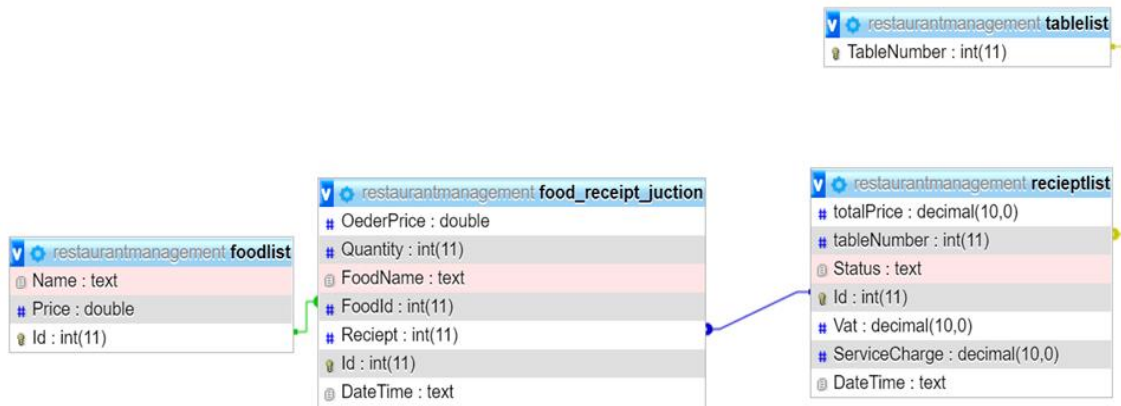 restaurantmanagement tablelist
TableNumber : int(11)
restaurantmanagement foodlist
Name : text
Price : double
Id : int(11)
restaurantmanagement food_receipt_juction
OederPrice : double
Quantity : int(11)
FoodName : text
FoodId : int(11)
Reciept : int(11)
Id : int(11)
DateTime : text
restaurantmanagement recieptlist
totalPrice : decimal(10,0)
tableNumber : int(11)
Status : text
Id : int(11)
Vat : decimal(10,0)
ServiceCharge : decimal(10,0)
DateTime : text